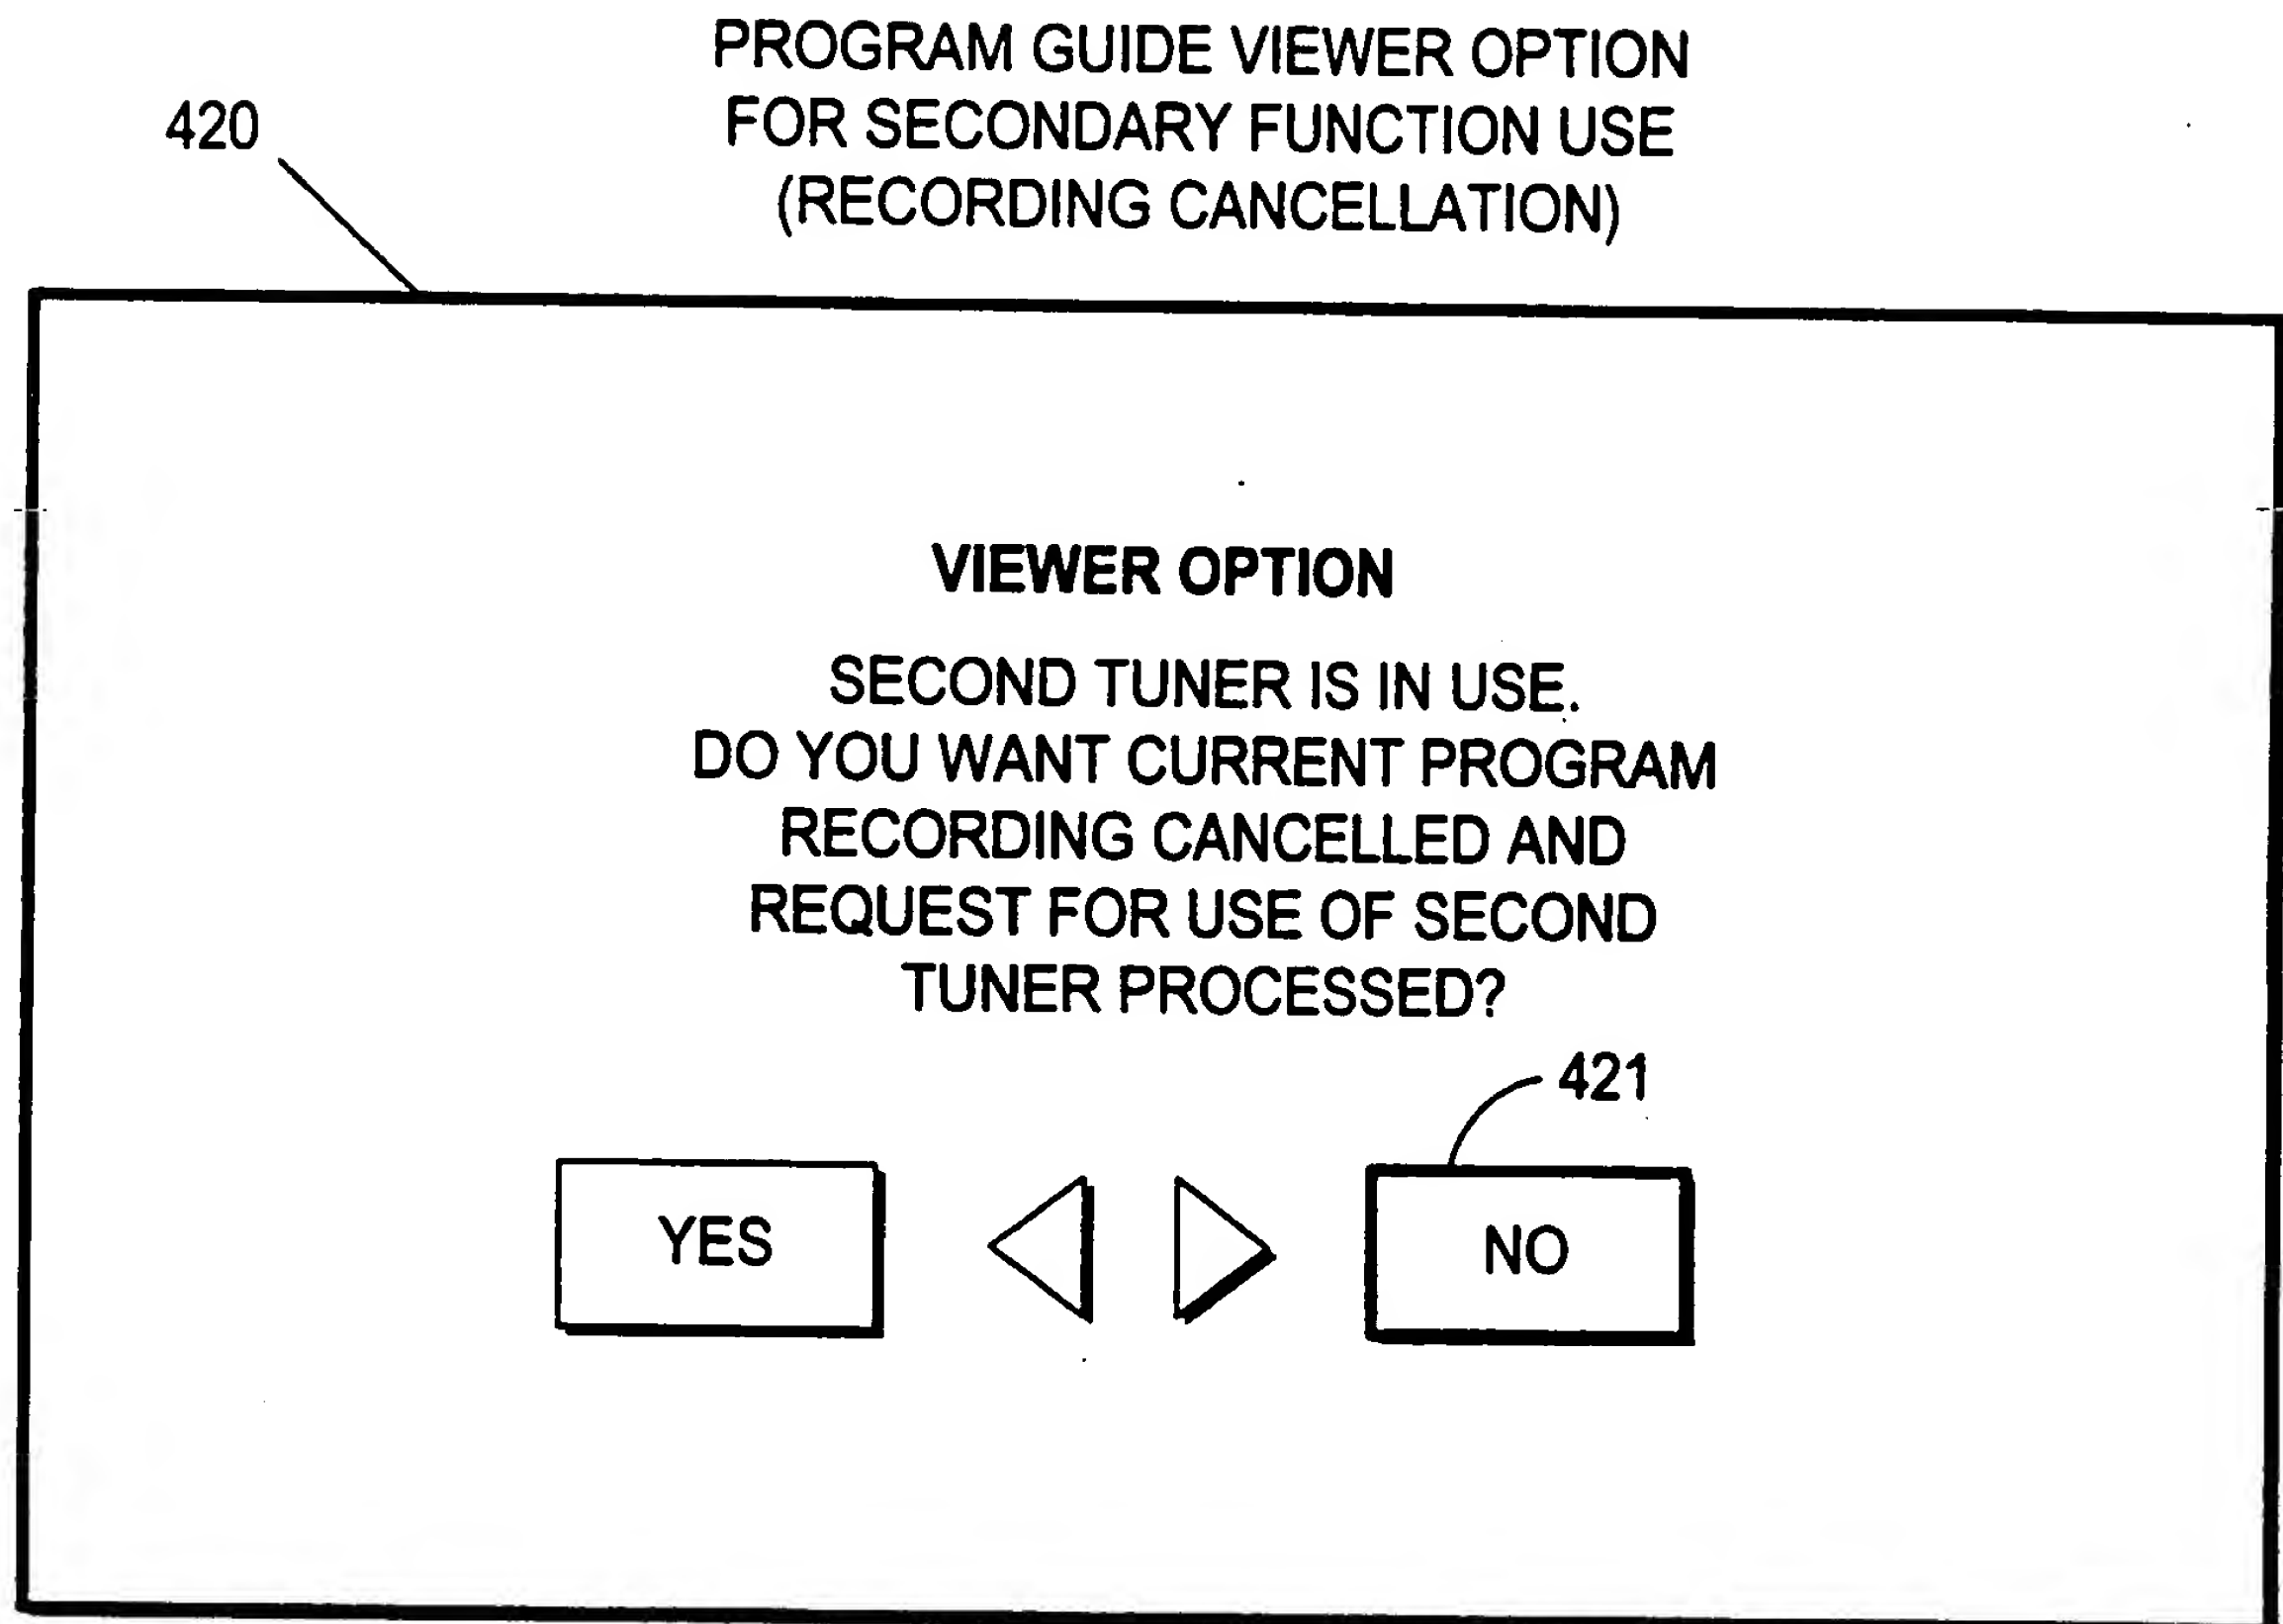 PROGRAM GUIDE VIEWER OPTION
FOR SECONDARY FUNCTION USE
(RECORDING CANCELLATION)
420
VIEWER OPTION
SECOND TUNER IS IN USE.
DO YOU WANT CURRENT PROGRAM
RECORDING CANCELLED AND
REQUEST FOR USE OF SECOND
TUNER PROCESSED?
421
YES
NO